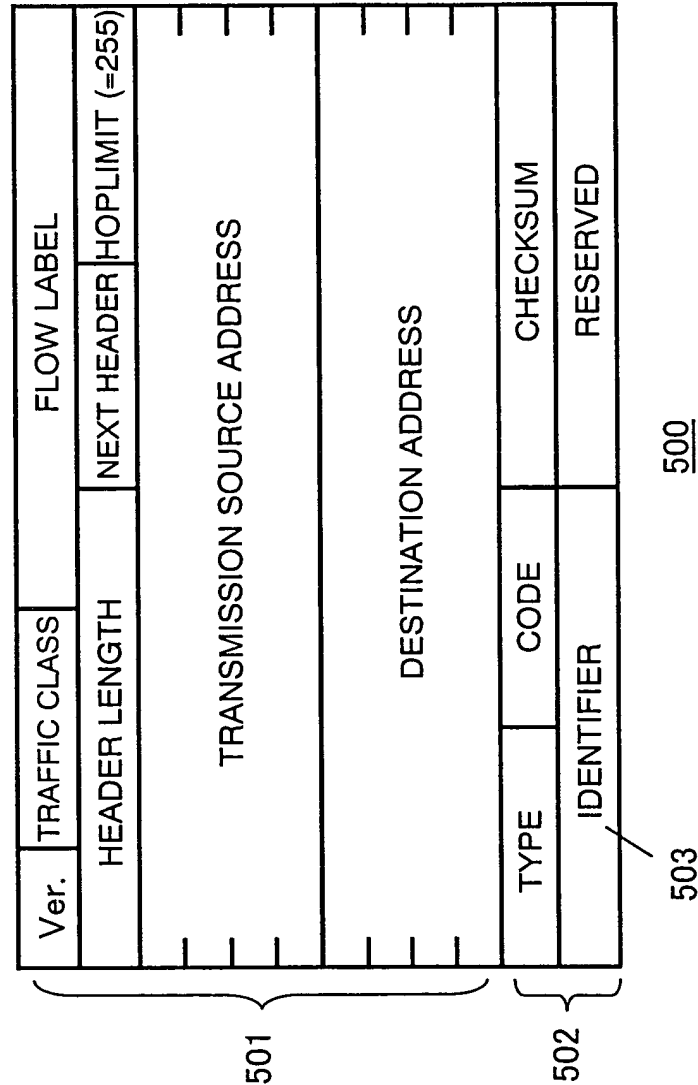 Ver. TRAFFIC CLASS FLOW LABEL
HEADER LENGTH NEXT HEADER HOPLIMIT (=255)
TRANSMISSION SOURCE ADDRESS
501
DESTINATION ADDRESS
TYPE CODE CHECKSUM
502
IDENTIFIER RESERVED
503
500